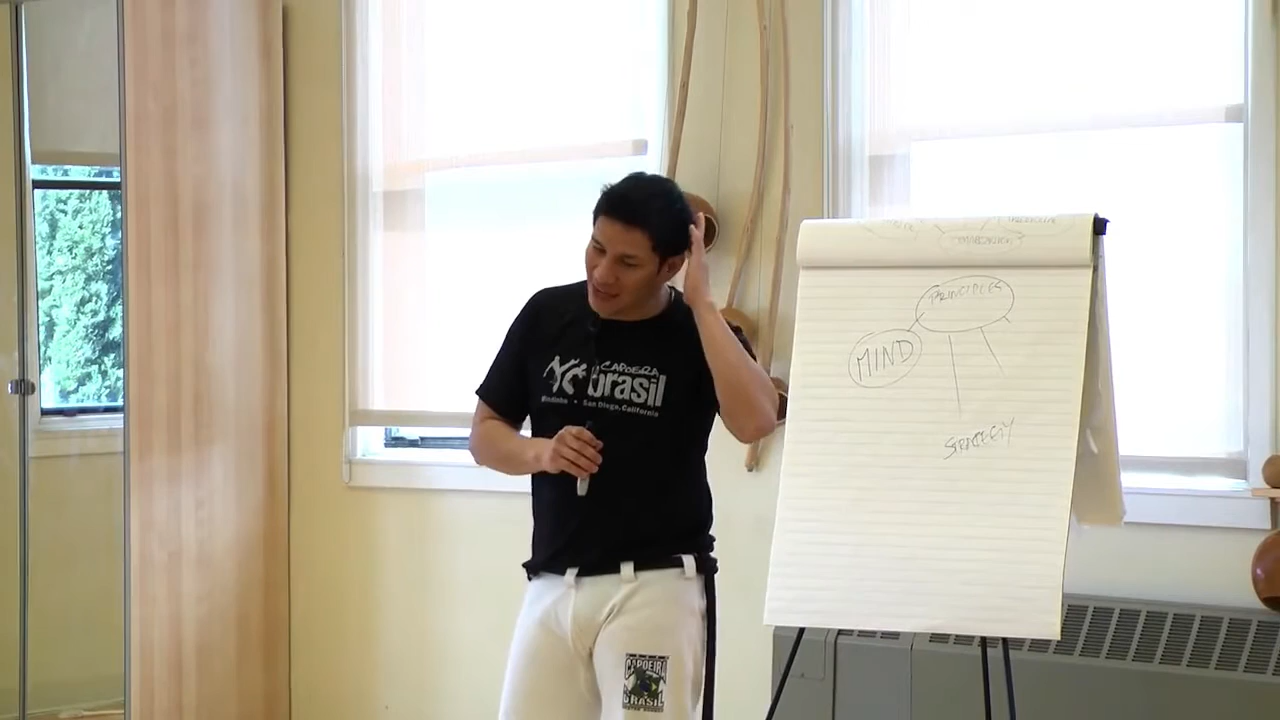 PRINCIPLES
MIND
STRATEGY
CAPOEIRA
brasil
San Diego, California
CAPOEIRA
BRASIL